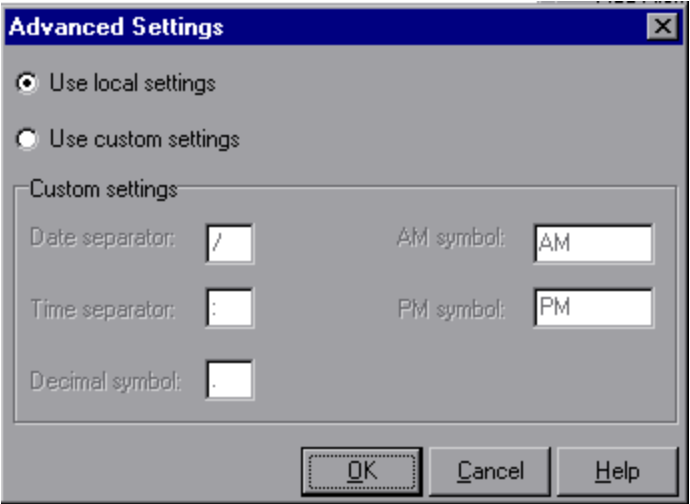 Advanced Settings
Use local settings
Use custom settings
Custom settings
Date separator: / AM symbol: AM
Time separator: : PM symbol: PM
Decimal symbol: .
OK Cancel Help